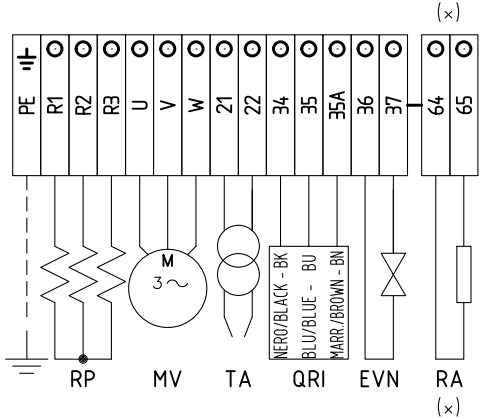 (x)
PE R1 R2 R3 U V W 21 22 34 35 35A 36 37 64 65
M
3~
NERO/BLACK - BK
BLU/BLUE - BU
MARR./BROWN - BN
RP MV TA QRI EVN RA
(x)